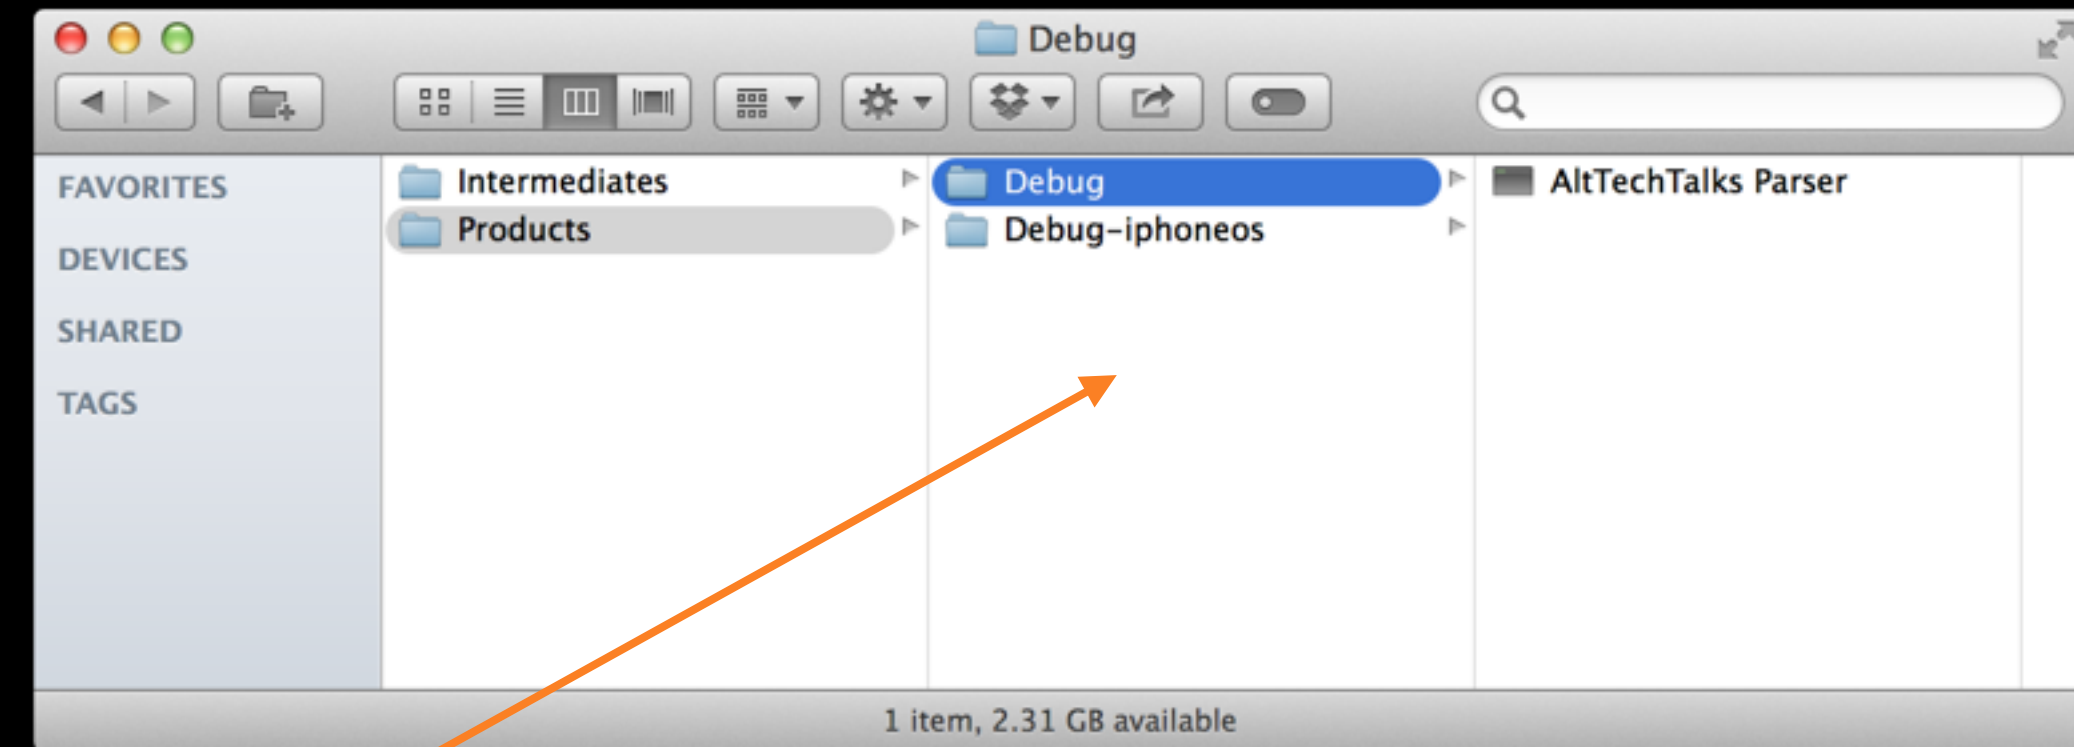 Debug
FAVORITES
DEVICES
SHARED
TAGS
Intermediates
Products
Debug
Debug-iphoneos
AltTechTalks Parser
1 item, 2.31 GB available